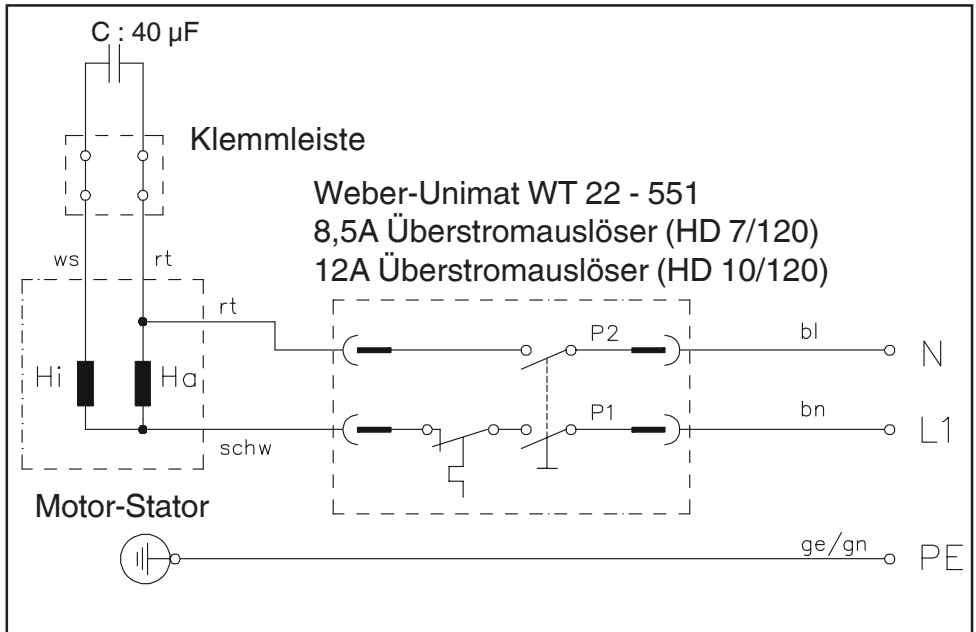 C : 40 µF
Klemmleiste
Weber-Unimat WT 22 - 551
8,5A Überstromauslöser (HD 7/120)
12A Überstromauslöser (HD 10/120)
ws
rt
rt
P2
bl
N
Hi
Ha
P1
bn
L1
schw
Motor-Stator
ge/gn
PE